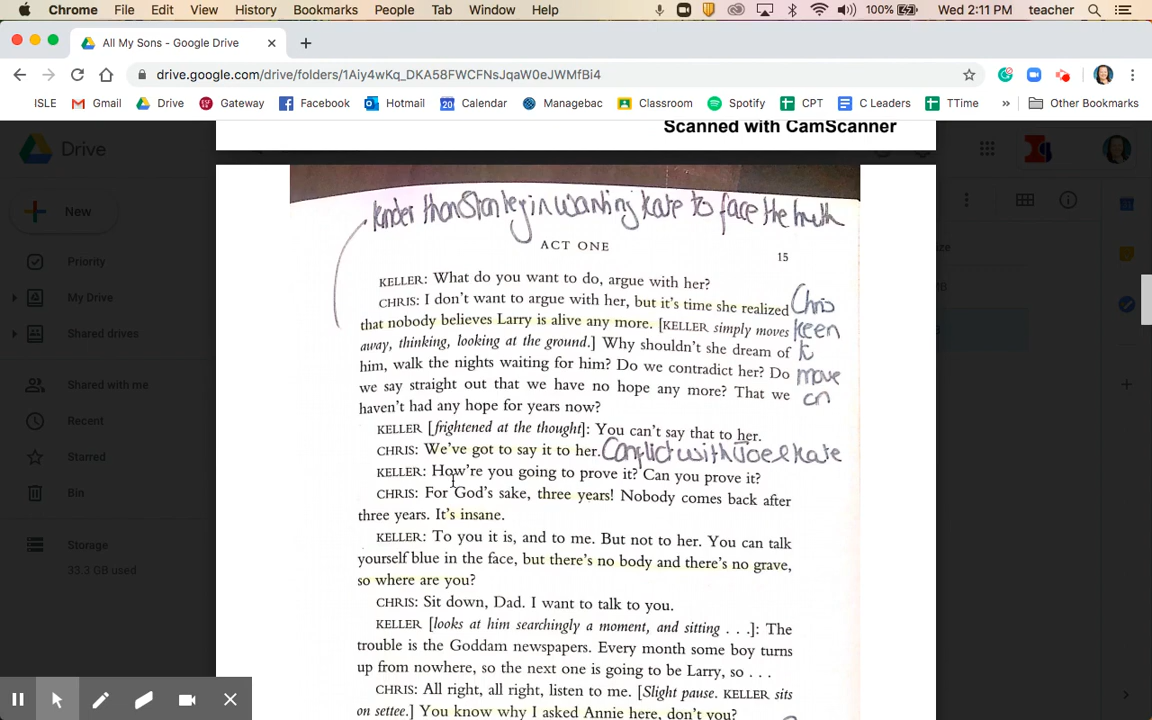 Chrome File Edit View History Bookmarks People Tab Window Help 100% Wed 2:11 PM teacher
All My Sons - Google Drive
drive.google.com/drive/folders/1Aiy4wKq_DKA58FWCFNsJqaW0eJWMfBi4
ISLE Gmail Drive Gateway Facebook Hotmail Calendar Managebac Classroom Spotify CPT C Leaders TTime » Other Bookmarks
Scanned with CamScanner
Drive
New
Priority
My Drive
Shared drives
Shared with me
Recent
Starred
Bin
Storage
33.3 GB used
kinder than Stanley in wanting Kate to face the truth
ACT ONE
15
KELLER: What do you want to do, argue with her?
CHRIS: I don't want to argue with her, but it's time she realized
that nobody believes Larry is alive any more. [KELLER simply moves
away, thinking, looking at the ground.] Why shouldn't she dream of
him, walk the nights waiting for him? Do we contradict her? Do
we say straight out that we have no hope any more? That we
haven't had any hope for years now?
Chris
keen
to
move
on
KELLER [frightened at the thought]: You can't say that to her.
CHRIS: We've got to say it to her. Conflict with Joe & Kate
KELLER: How're you going to prove it? Can you prove it?
CHRIS: For God's sake, three years! Nobody comes back after
three years. It's insane.
KELLER: To you it is, and to me. But not to her. You can talk
yourself blue in the face, but there's no body and there's no grave,
so where are you?
CHRIS: Sit down, Dad. I want to talk to you.
KELLER [looks at him searchingly a moment, and sitting . . .]: The
trouble is the Goddam newspapers. Every month some boy turns
up from nowhere, so the next one is going to be Larry, so . . .
CHRIS: All right, all right, listen to me. [Slight pause. KELLER sits
on settee.] You know why I asked Annie here, don't you?